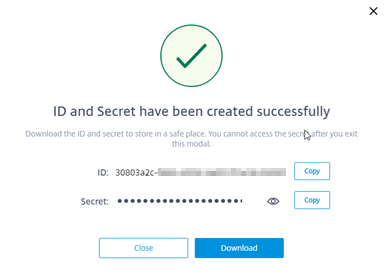 ID and Secret have been created successfully
Download the ID and secret to store in a safe place. You cannot access the secret after you exit
this modal.
ID: 30803a2c- Copy
Secret: •••••••••••••••••• Copy
Close Download